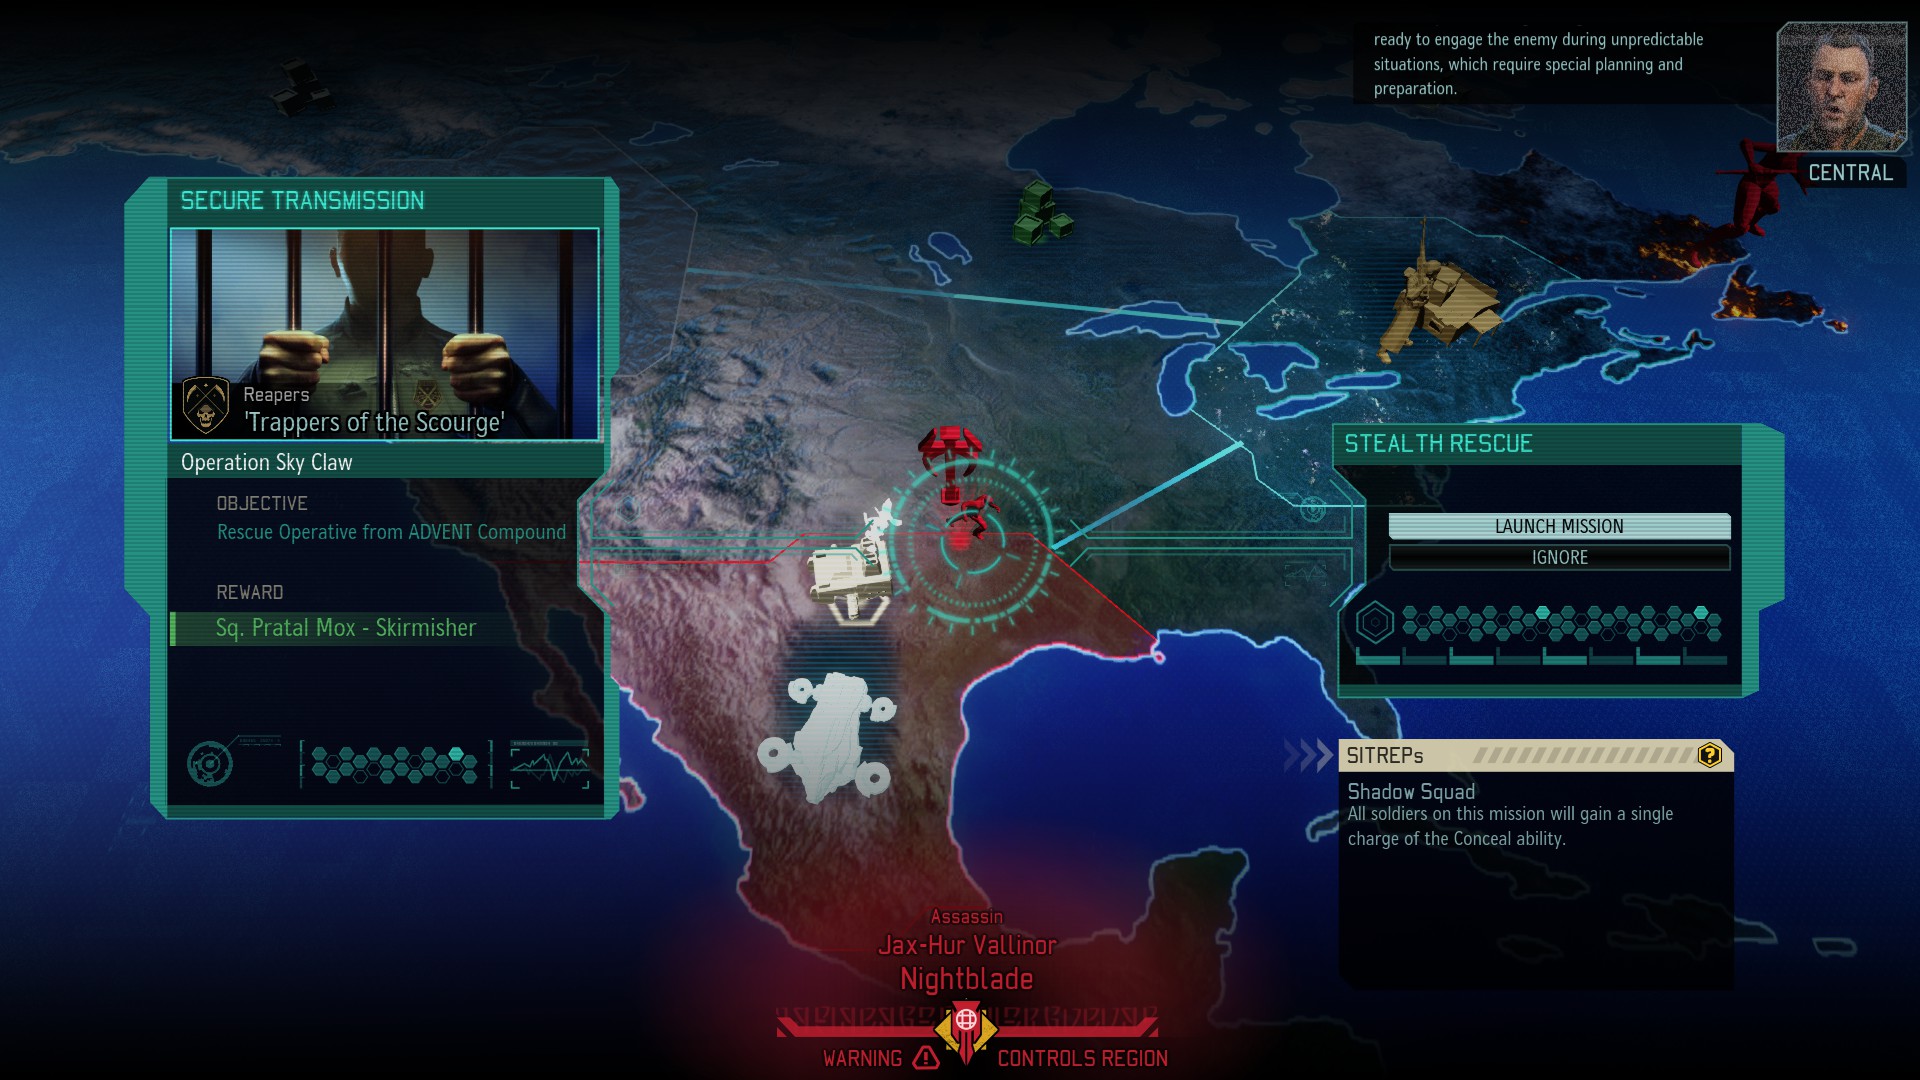 ready to engage the enemy during unpredictable
situations, which require special planning and
preparation.
CENTRAL
SECURE TRANSMISSION
Reapers
'Trappers of the Scourge'
Operation Sky Claw
OBJECTIVE
Rescue Operative from ADVENT Compound
REWARD
Sq. Pratal Mox - Skirmisher
STEALTH RESCUE
LAUNCH MISSION
IGNORE
SITREPs
?
Shadow Squad
All soldiers on this mission will gain a single
charge of the Conceal ability.
Assassin
Jax-Hur Vallinor
Nightblade
WARNING CONTROLS REGION